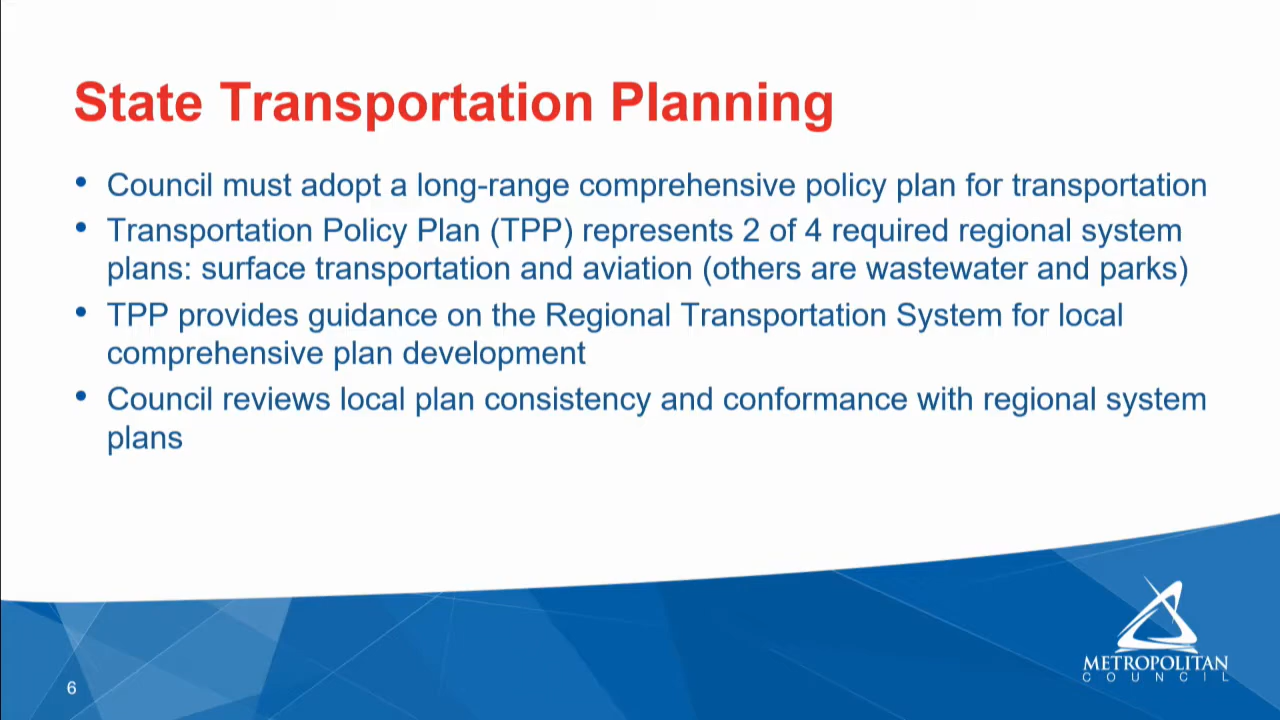 State Transportation Planning
• Council must adopt a long-range comprehensive policy plan for transportation
• Transportation Policy Plan (TPP) represents 2 of 4 required regional system
plans: surface transportation and aviation (others are wastewater and parks)
• TPP provides guidance on the Regional Transportation System for local
comprehensive plan development
• Council reviews local plan consistency and conformance with regional system
plans
6
METROPOLITAN
COUNCIL